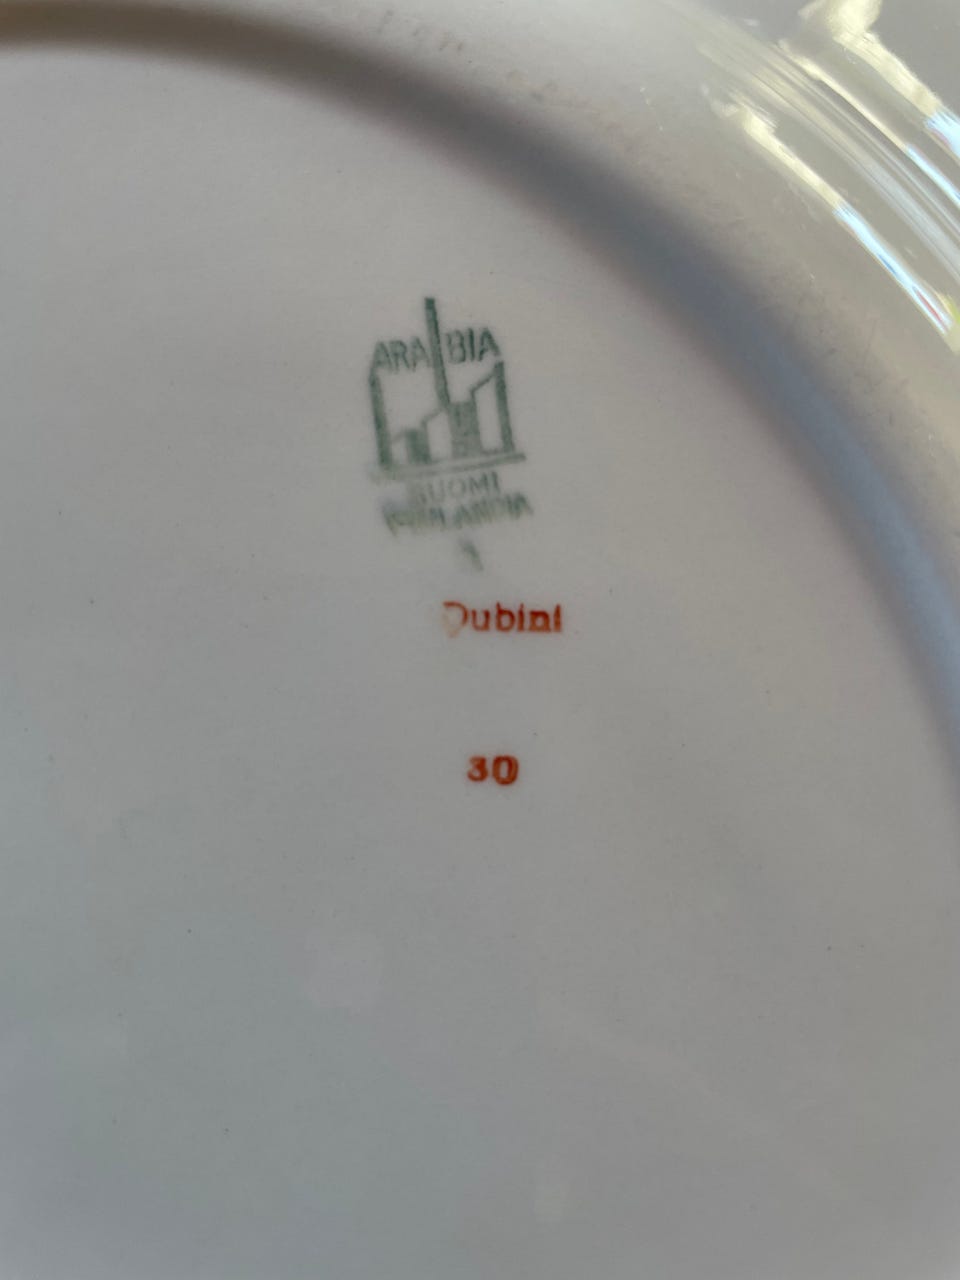 ARABIA
SUOMI
FINLANDIA
Dubini
30